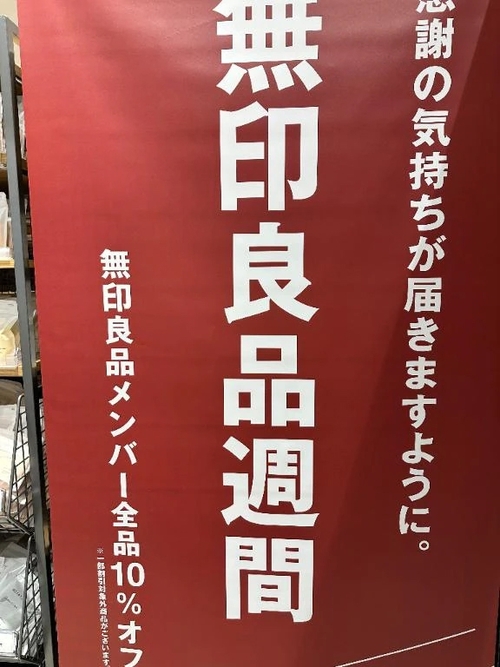 感謝の気持ちが届きますように。
無印良品週間
無印良品メンバー全品10%オフ
※一部割引対象外商品がございます。